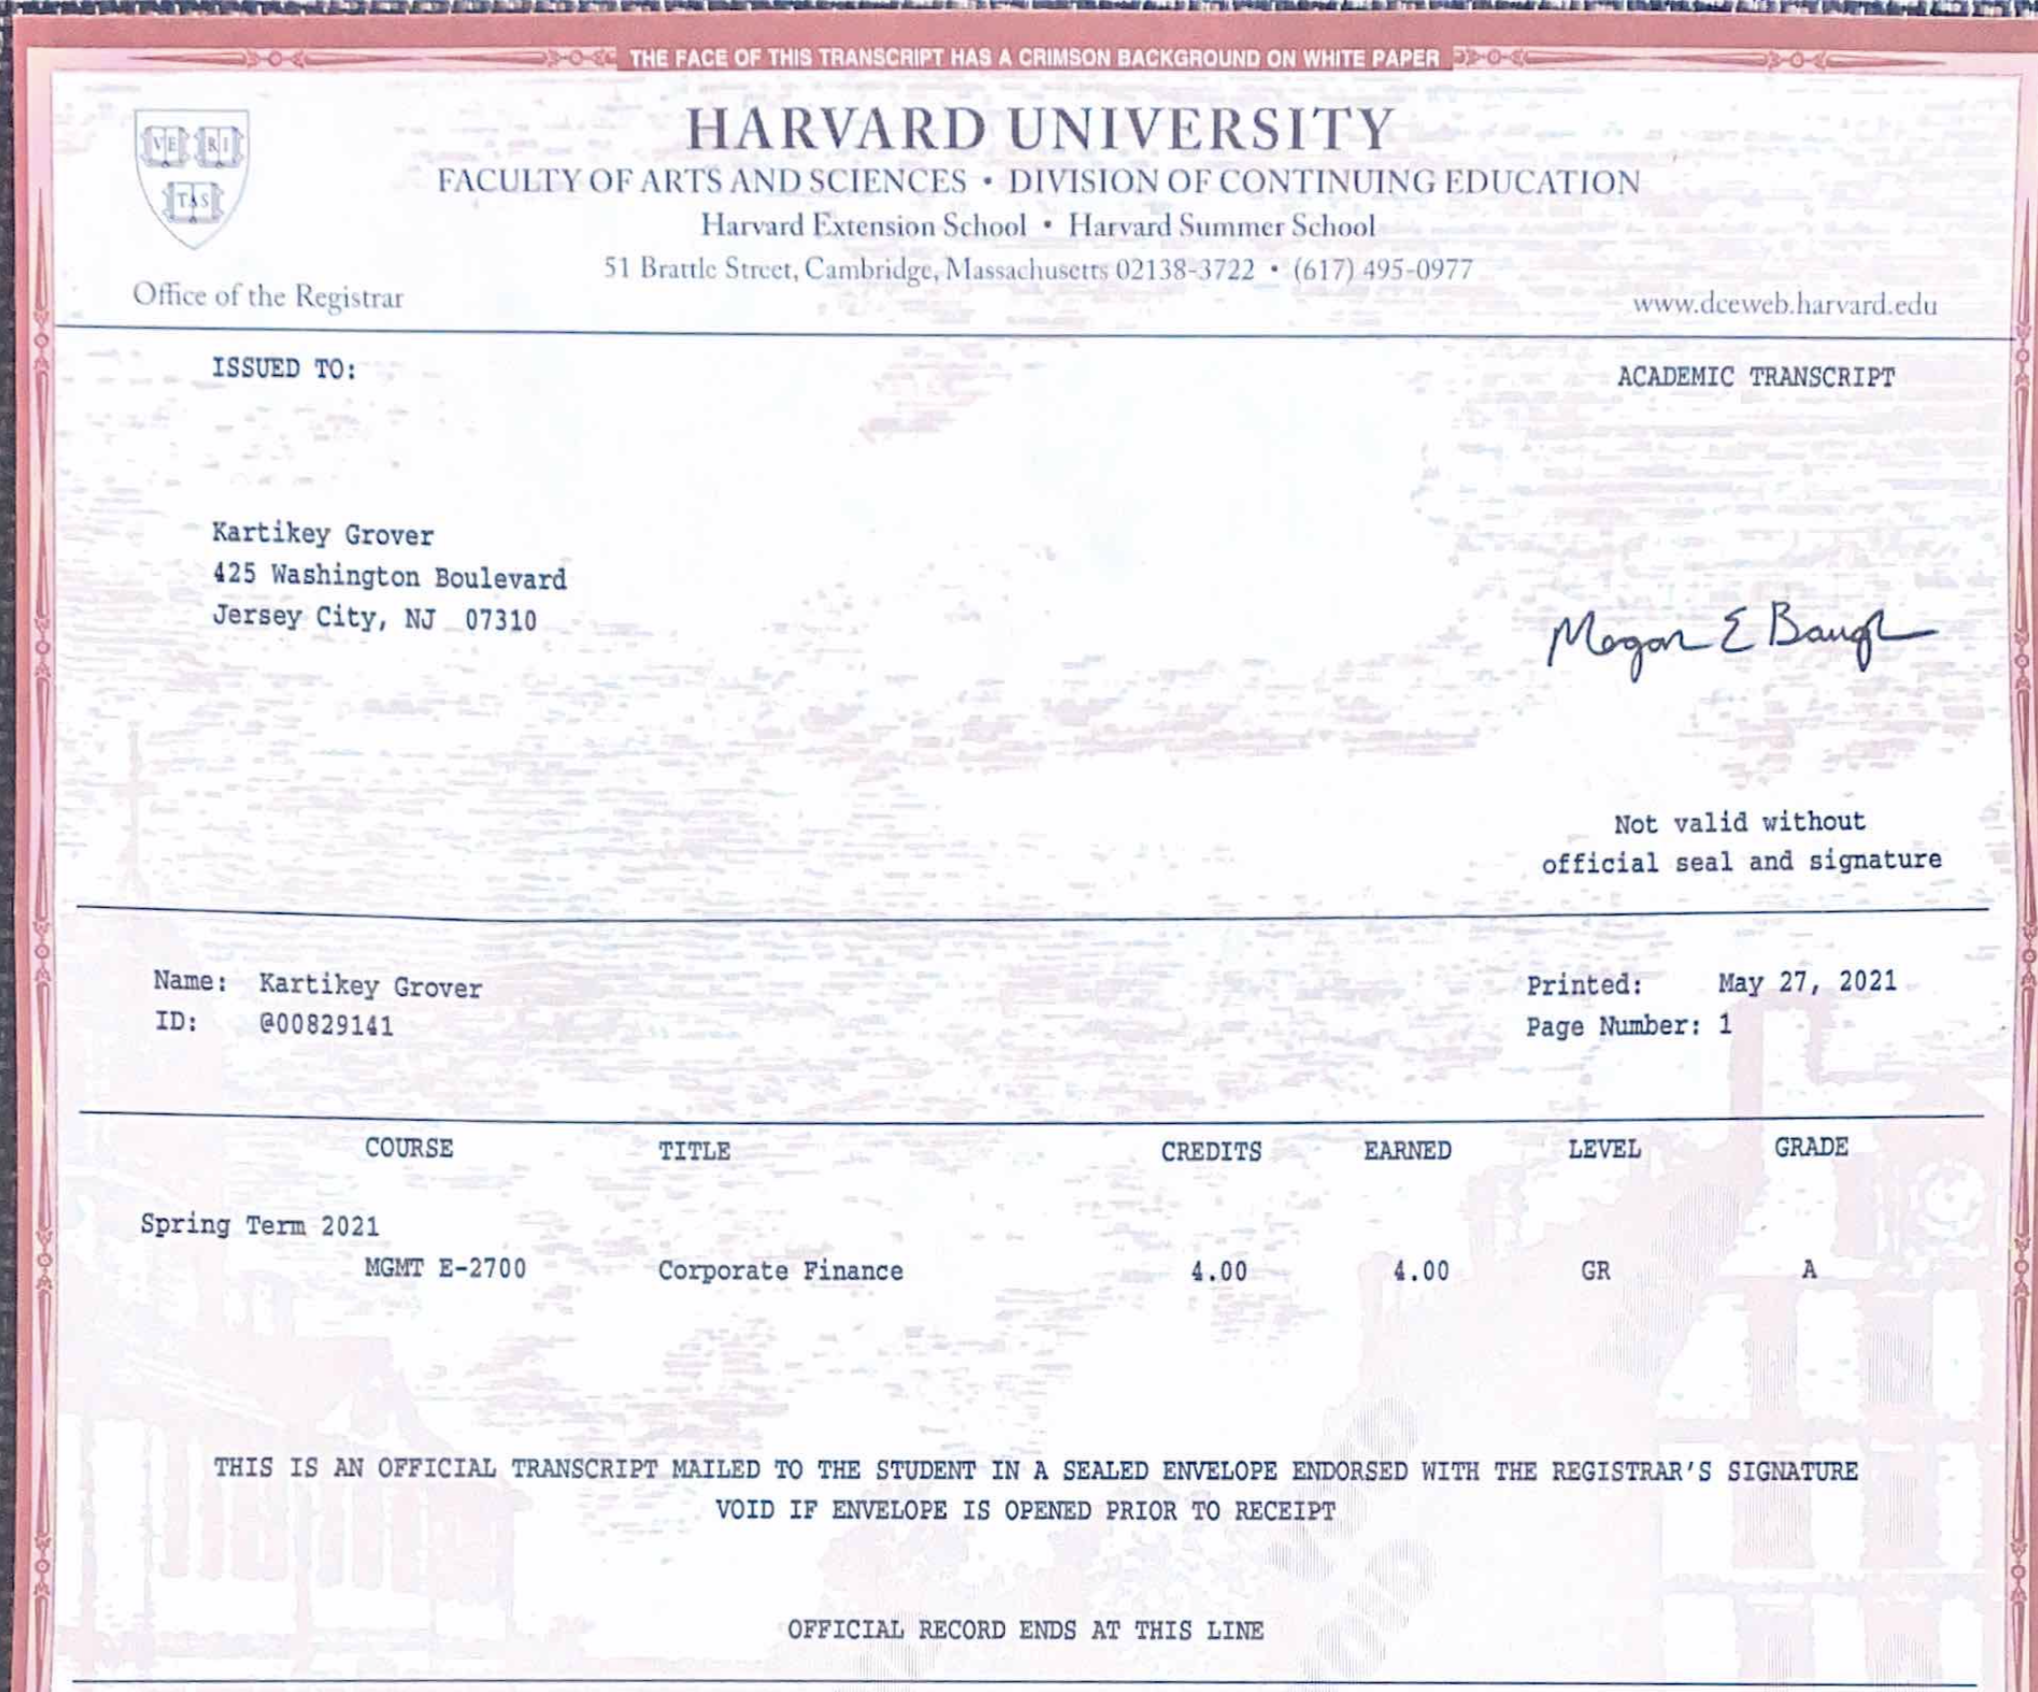 THE FACE OF THIS TRANSCRIPT HAS A CRIMSON BACKGROUND ON WHITE PAPER
VE RI
TAS
HARVARD UNIVERSITY
FACULTY OF ARTS AND SCIENCES • DIVISION OF CONTINUING EDUCATION
Harvard Extension School • Harvard Summer School
51 Brattle Street, Cambridge, Massachusetts 02138-3722 • (617) 495-0977
Office of the Registrar
www.dceweb.harvard.edu
ISSUED TO:
ACADEMIC TRANSCRIPT
Kartikey Grover
425 Washington Boulevard
Jersey City, NJ 07310
Megan E Baugh
Not valid without
official seal and signature
Name: Kartikey Grover
Printed: May 27, 2021
ID: @00829141
Page Number: 1
COURSE TITLE CREDITS EARNED LEVEL GRADE
Spring Term 2021
MGMT E-2700 Corporate Finance 4.00 4.00 GR A
THIS IS AN OFFICIAL TRANSCRIPT MAILED TO THE STUDENT IN A SEALED ENVELOPE ENDORSED WITH THE REGISTRAR'S SIGNATURE
VOID IF ENVELOPE IS OPENED PRIOR TO RECEIPT
OFFICIAL RECORD ENDS AT THIS LINE